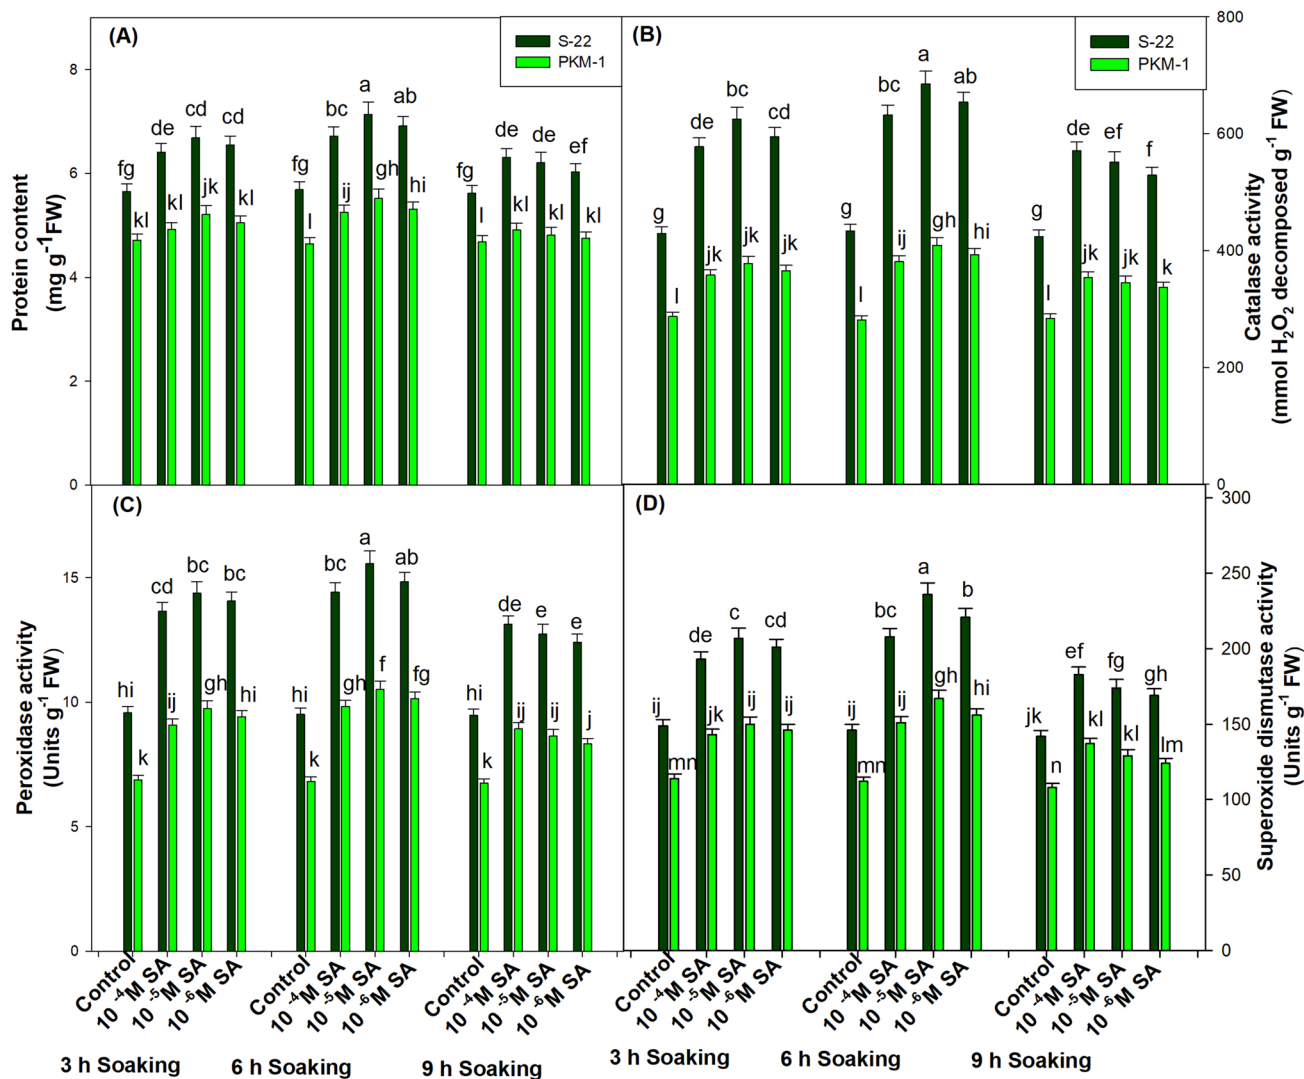 (A)
S-22
PKM-1
Protein content
(mg g⁻¹FW)
8
6
4
2
0
fg
kl
de
kl
cd
jk
cd
kl
fg
l
bc
ij
a
gh
ab
hi
fg
l
de
kl
de
kl
ef
kl
(B)
S-22
PKM-1
Catalase activity
(mmol H₂O₂ decomposed g⁻¹ FW)
800
600
400
200
0
g
l
de
jk
bc
jk
cd
jk
g
l
c
ij
a
gh
ab
hi
g
l
de
jk
ef
jk
f
k
(C)
Peroxidase activity
(Units g⁻¹ FW)
15
10
5
0
hi
k
cd
ij
bc
gh
bc
hi
hi
k
bc
gh
a
f
ab
fg
hi
k
de
ij
e
ij
e
j
Control
10⁻⁴M SA
10⁻⁵M SA
10⁻⁶M SA
Control
10⁻⁴M SA
10⁻⁵M SA
10⁻⁶M SA
Control
10⁻⁴M SA
10⁻⁵M SA
10⁻⁶M SA
3 h Soaking
6 h Soaking
9 h Soaking
(D)
Superoxide dismutase activity
(Units g⁻¹ FW)
300
250
200
150
100
50
0
ij
mn
de
jk
c
ij
cd
ij
ij
mn
bc
ij
a
gh
b
hi
jk
n
ef
kl
fg
kl
gh
lm
Control
10⁻⁴M SA
10⁻⁵M SA
10⁻⁶M SA
Control
10⁻⁴M SA
10⁻⁵M SA
10⁻⁶M SA
Control
10⁻⁴M SA
10⁻⁵M SA
10⁻⁶M SA
3 h Soaking
6 h Soaking
9 h Soaking